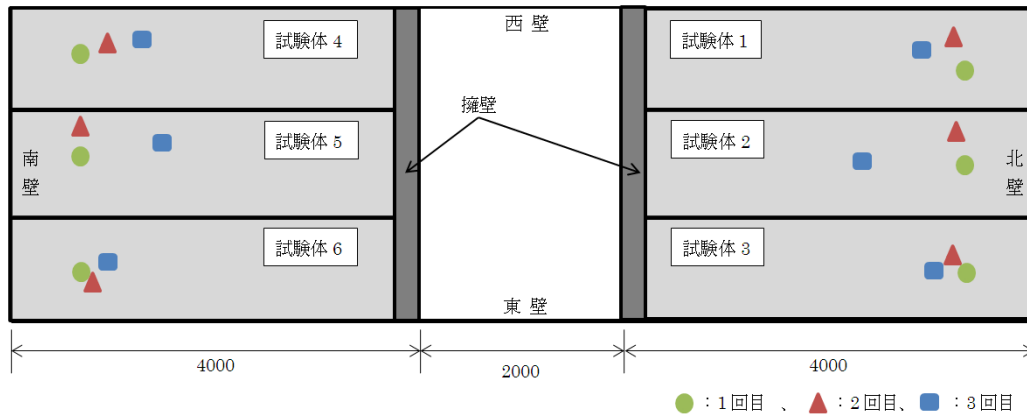 西 壁
試験体 4
試験体 1
擁壁
試験体 5
試験体 2
南
壁
北
壁
試験体 6
試験体 3
東 壁
4000
2000
4000
：1 回目 、 ：2 回目、 ：3 回目